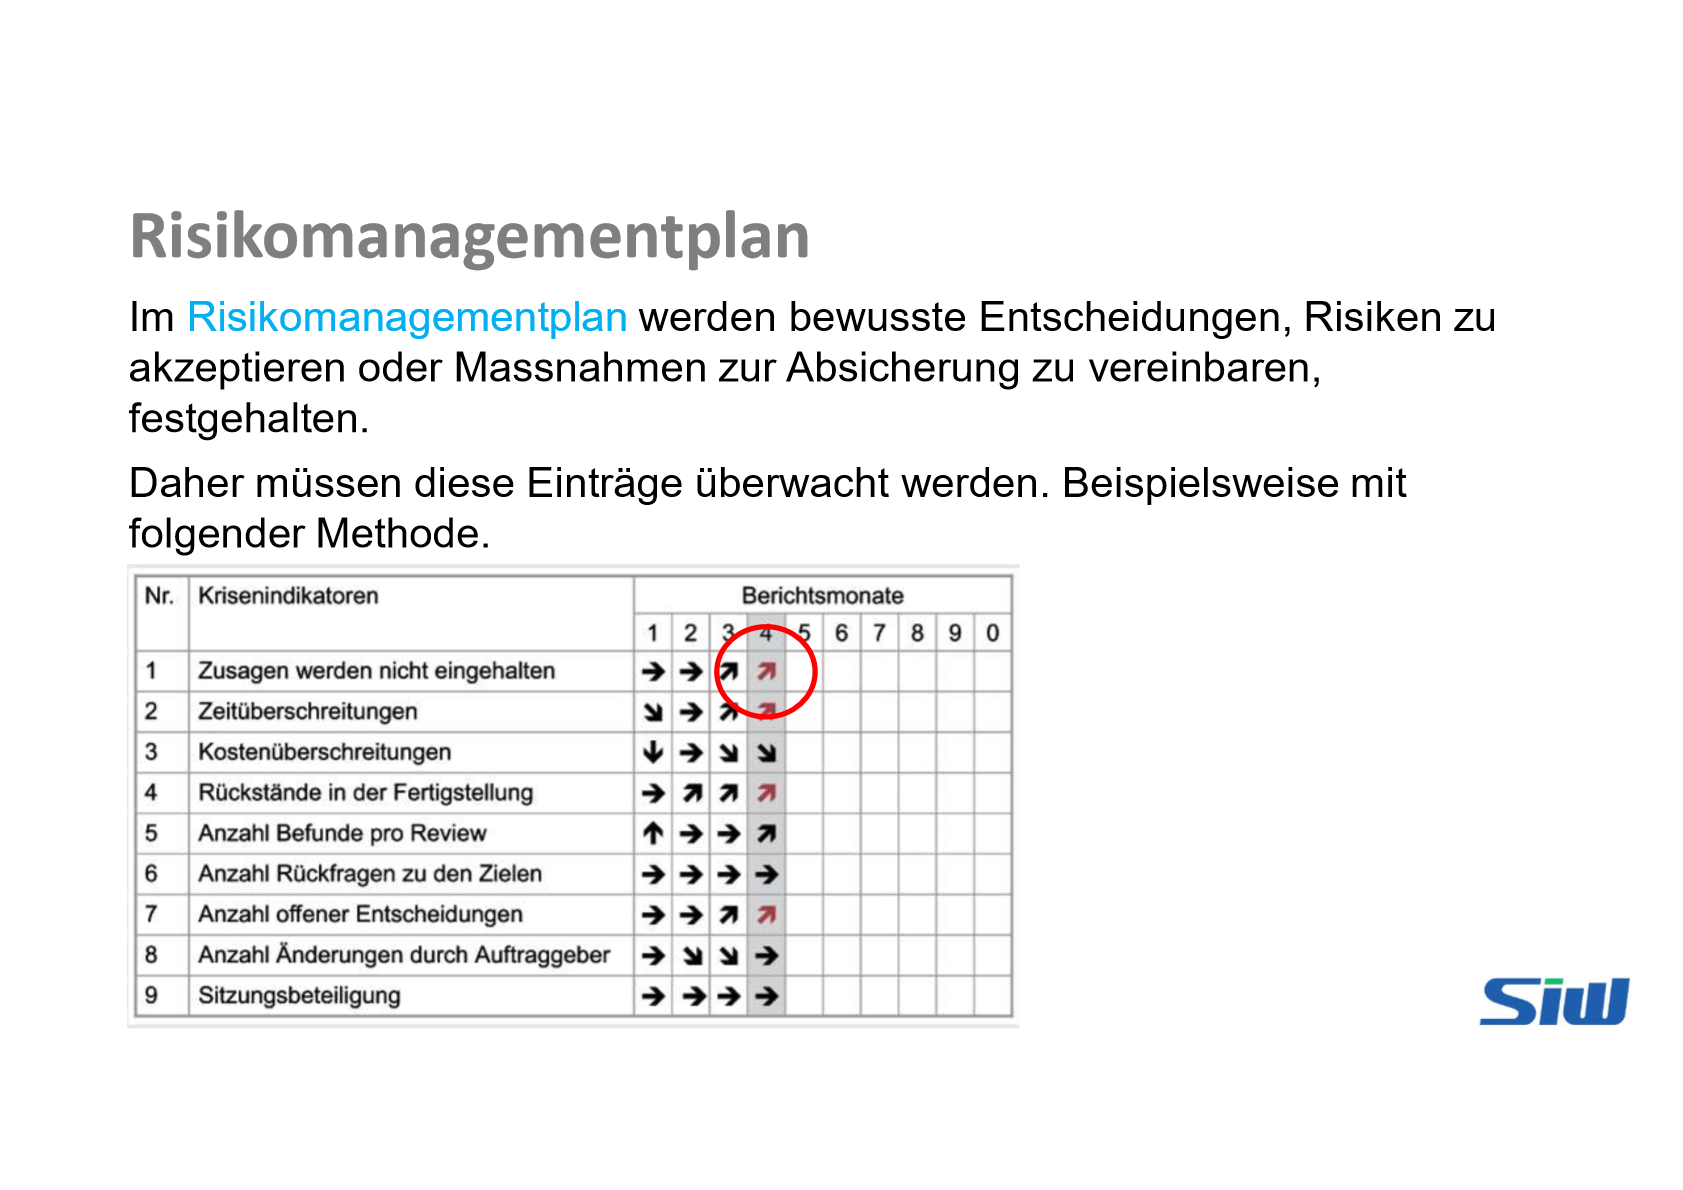 Risikomanagementplan
Im Risikomanagementplan werden bewusste Entscheidungen, Risiken zu
akzeptieren oder Massnahmen zur Absicherung zu vereinbaren,
festgehalten.
Daher müssen diese Einträge überwacht werden. Beispielsweise mit
folgender Methode.
Nr. Krisenindikatoren Berichtsmonate
1 2 3 4 5 6 7 8 9 0
1 Zusagen werden nicht eingehalten → → ↗ ↗
2 Zeitüberschreitungen ↘ → ↗ ↗
3 Kostenüberschreitungen ↓ → ↘ ↘
4 Rückstände in der Fertigstellung → ↗ ↗ ↗
5 Anzahl Befunde pro Review ↑ → → ↗
6 Anzahl Rückfragen zu den Zielen → → → →
7 Anzahl offener Entscheidungen → → ↗ ↗
8 Anzahl Änderungen durch Auftraggeber → ↘ ↘ →
9 Sitzungsbeteiligung → → → →
Siw